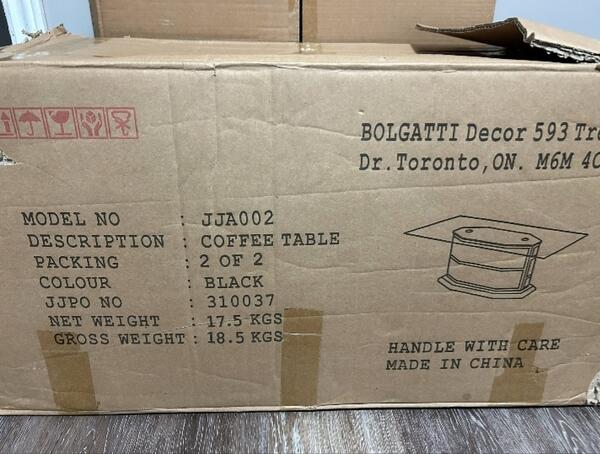 BOLGATTI Decor 593
Dr. Toronto, ON. M6M
MODEL NO : JJA002
DESCRIPTION : COFFEE TABLE
PACKING : 2 OF 2
COLOUR : BLACK
JJPO NO : 310037
NET WEIGHT : 17.5 KGS
GROSS WEIGHT : 18.5 KGS
HANDLE WITH CARE
MADE IN CHINA